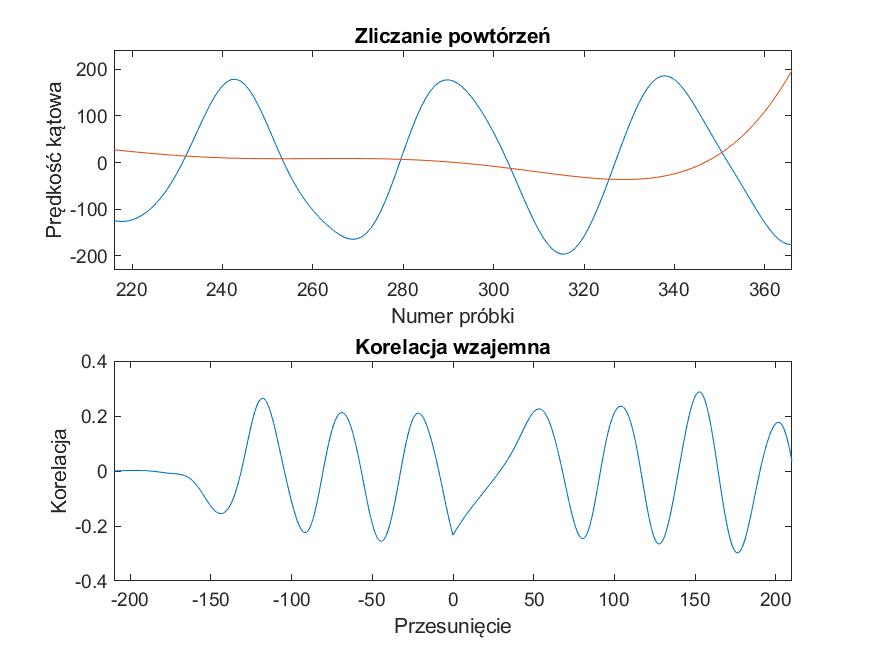 Zliczanie powtórzeń
200
100
0
-100
-200
Prędkość kątowa
220 240 260 280 300 320 340 360
Numer próbki
Korelacja wzajemna
0.4
0.2
0
-0.2
-0.4
Korelacja
-200 -150 -100 -50 0 50 100 150 200
Przesunięcie